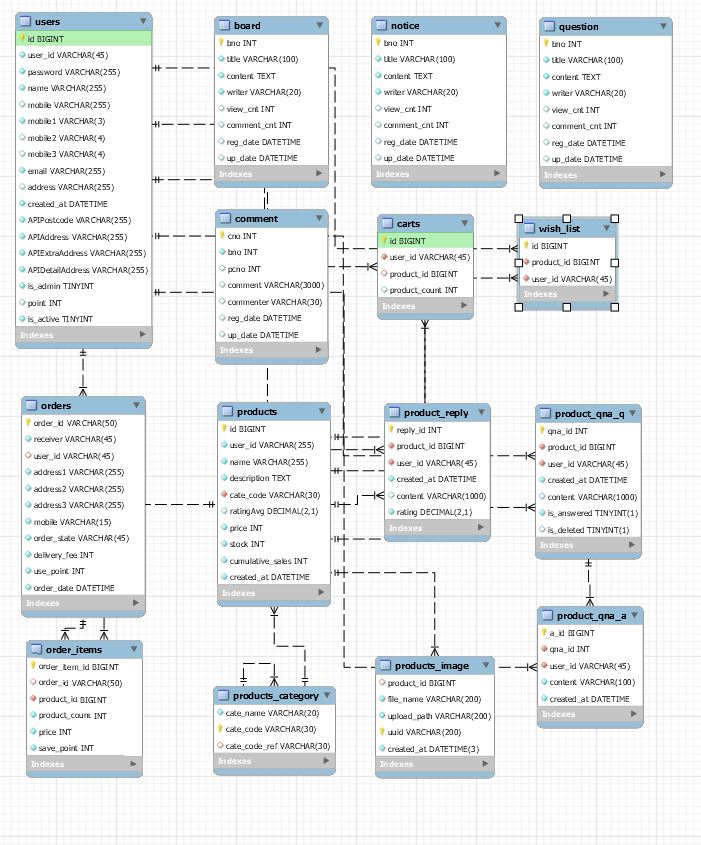 users
id BIGINT
user_id VARCHAR(45)
password VARCHAR(255)
name VARCHAR(255)
mobile VARCHAR(255)
mobile1 VARCHAR(3)
mobile2 VARCHAR(4)
mobile3 VARCHAR(4)
email VARCHAR(255)
address VARCHAR(255)
created_at DATETIME
APIPostcode VARCHAR(255)
APIAddress VARCHAR(255)
APIExtraAddress VARCHAR(255)
APIDetailAddress VARCHAR(255)
is_admin TINYINT
point INT
is_active TINYINT
Indexes
board
bno INT
title VARCHAR(100)
content TEXT
writer VARCHAR(20)
view_cnt INT
comment_cnt INT
reg_date DATETIME
up_date DATETIME
Indexes
notice
bno INT
title VARCHAR(100)
content TEXT
writer VARCHAR(20)
view_cnt INT
comment_cnt INT
reg_date DATETIME
up_date DATETIME
Indexes
question
bno INT
title VARCHAR(100)
content TEXT
writer VARCHAR(20)
view_cnt INT
comment_cnt INT
reg_date DATETIME
up_date DATETIME
Indexes
comment
cno INT
bno INT
pcno INT
comment VARCHAR(3000)
commenter VARCHAR(30)
reg_date DATETIME
up_date DATETIME
Indexes
carts
id BIGINT
user_id VARCHAR(45)
product_id BIGINT
product_count INT
Indexes
wish_list
id BIGINT
product_id BIGINT
user_id VARCHAR(45)
Indexes
orders
order_id VARCHAR(50)
receiver VARCHAR(45)
user_id VARCHAR(45)
address1 VARCHAR(255)
address2 VARCHAR(255)
address3 VARCHAR(255)
mobile VARCHAR(15)
order_state VARCHAR(45)
delivery_fee INT
use_point INT
order_date DATETIME
Indexes
products
id BIGINT
user_id VARCHAR(255)
name VARCHAR(255)
description TEXT
cate_code VARCHAR(30)
ratingAvg DECIMAL(2,1)
price INT
stock INT
cumulative_sales INT
created_at DATETIME
Indexes
product_reply
reply_id INT
product_id BIGINT
user_id VARCHAR(45)
created_at DATETIME
content VARCHAR(1000)
rating DECIMAL(2,1)
Indexes
product_qna_q
qna_id INT
product_id BIGINT
user_id VARCHAR(45)
created_at DATETIME
content VARCHAR(1000)
is_answered TINYINT(1)
is_deleted TINYINT(1)
Indexes
order_items
order_item_id BIGINT
order_id VARCHAR(50)
product_id BIGINT
product_count INT
price INT
save_point INT
Indexes
products_category
cate_name VARCHAR(20)
cate_code VARCHAR(30)
cate_code_ref VARCHAR(30)
Indexes
products_image
product_id BIGINT
file_name VARCHAR(200)
upload_path VARCHAR(200)
uuid VARCHAR(200)
created_at DATETIME(3)
Indexes
product_qna_a
a_id BIGINT
qna_id INT
user_id VARCHAR(45)
content VARCHAR(100)
created_at DATETIME
Indexes